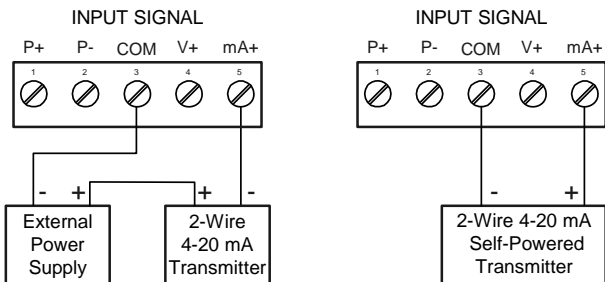 INPUT SIGNAL
P+ P- COM V+ mA+
1 2 3 4 5
- + + -
External
Power
Supply
2-Wire
4-20 mA
Transmitter
INPUT SIGNAL
P+ P- COM V+ mA+
1 2 3 4 5
- +
2-Wire 4-20 mA
Self-Powered
Transmitter